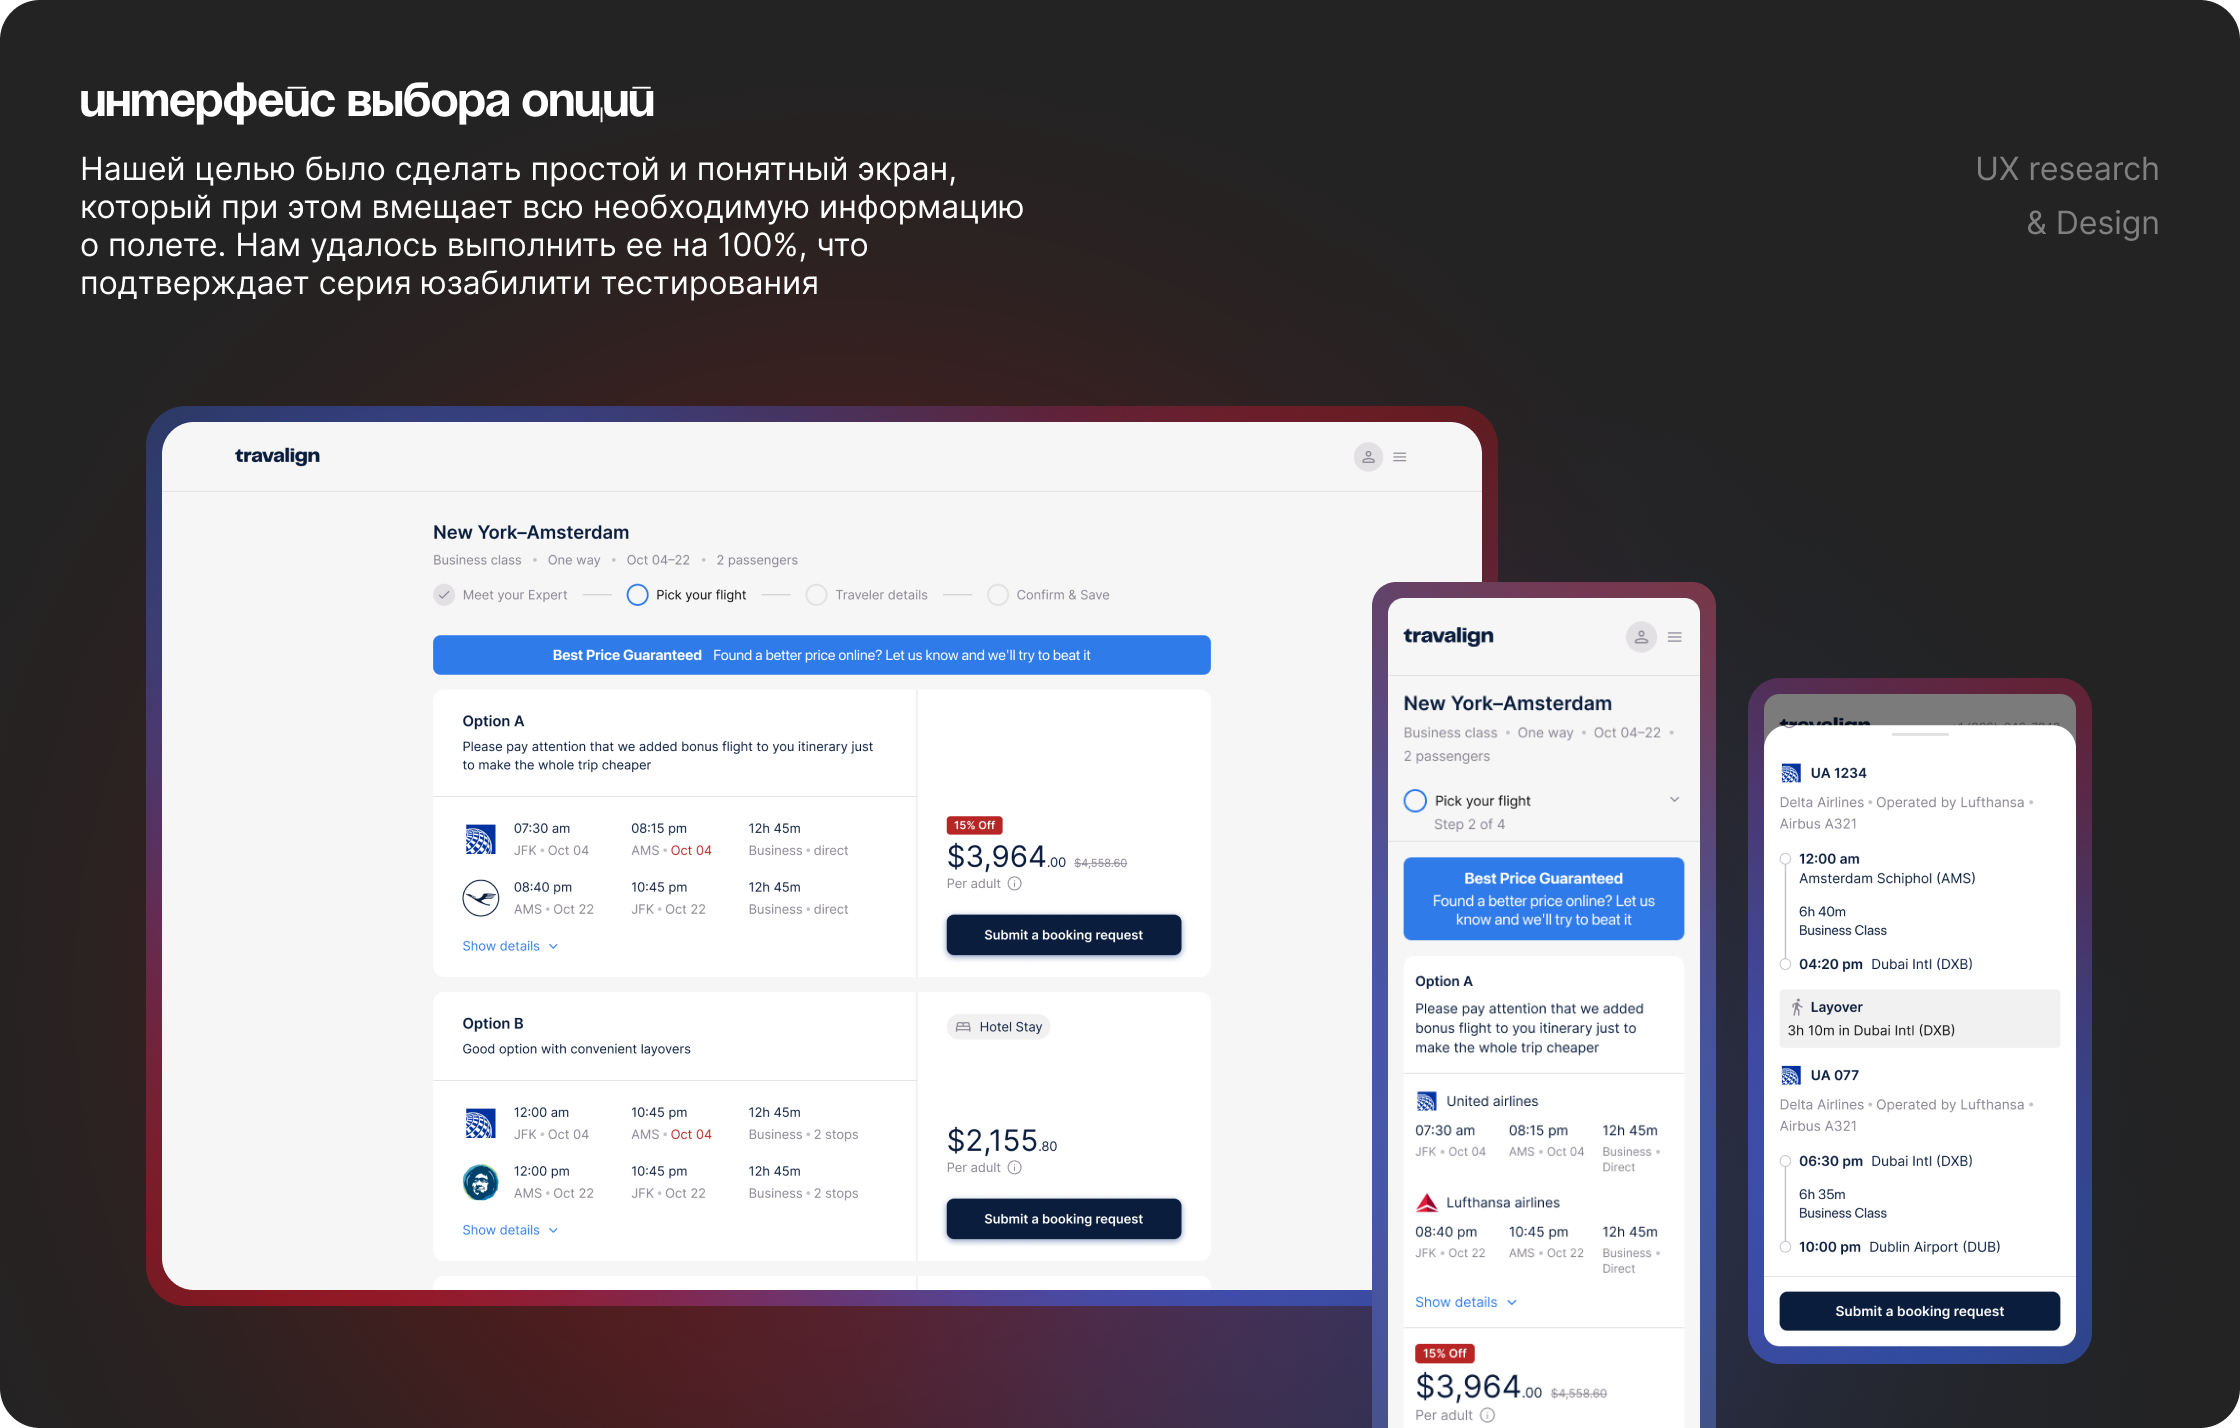 интерфейс выбора опций
Нашей целью было сделать простой и понятный экран,
который при этом вмещает всю необходимую информацию
о полете. Нам удалось выполнить ее на 100%, что
подтверждает серия юзабилити тестирования
UX research
& Design
travalign
New York–Amsterdam
Business class • One way • Oct 04–22 • 2 passengers
Meet your Expert
Pick your flight
Traveler details
Confirm & Save
Best Price Guaranteed Found a better price online? Let us know and we'll try to beat it
Option A
Please pay attention that we added bonus flight to you itinerary just
to make the whole trip cheaper
07:30 am 08:15 pm 12h 45m
JFK • Oct 04 AMS • Oct 04 Business • direct
08:40 pm 10:45 pm 12h 45m
AMS • Oct 22 JFK • Oct 22 Business • direct
Show details
15% Off
$3,964.00 $4,558.60
Per adult
Submit a booking request
Option B
Good option with convenient layovers
12:00 am 10:45 pm 12h 45m
JFK • Oct 04 AMS • Oct 04 Business • 2 stops
12:00 pm 10:45 pm 12h 45m
AMS • Oct 22 JFK • Oct 22 Business • 2 stops
Show details
Hotel Stay
$2,155.80
Per adult
Submit a booking request
travalign
New York–Amsterdam
Business class • One way • Oct 04–22 •
2 passengers
Pick your flight
Step 2 of 4
Best Price Guaranteed
Found a better price online? Let us
know and we'll try to beat it
Option A
Please pay attention that we added
bonus flight to you itinerary just to
make the whole trip cheaper
United airlines
07:30 am 08:15 pm 12h 45m
JFK • Oct 04 AMS • Oct 04 Business •
Direct
Lufthansa airlines
08:40 pm 10:45 pm 12h 45m
JFK • Oct 22 AMS • Oct 22 Business •
Direct
Show details
15% Off
$3,964.00 $4,558.60
Per adult
travalign
UA 1234
Delta Airlines • Operated by Lufthansa •
Airbus A321
12:00 am
Amsterdam Schiphol (AMS)
6h 40m
Business Class
04:20 pm Dubai Intl (DXB)
Layover
3h 10m in Dubai Intl (DXB)
UA 077
Delta Airlines • Operated by Lufthansa •
Airbus A321
06:30 pm Dubai Intl (DXB)
6h 35m
Business Class
10:00 pm Dublin Airport (DUB)
Submit a booking request